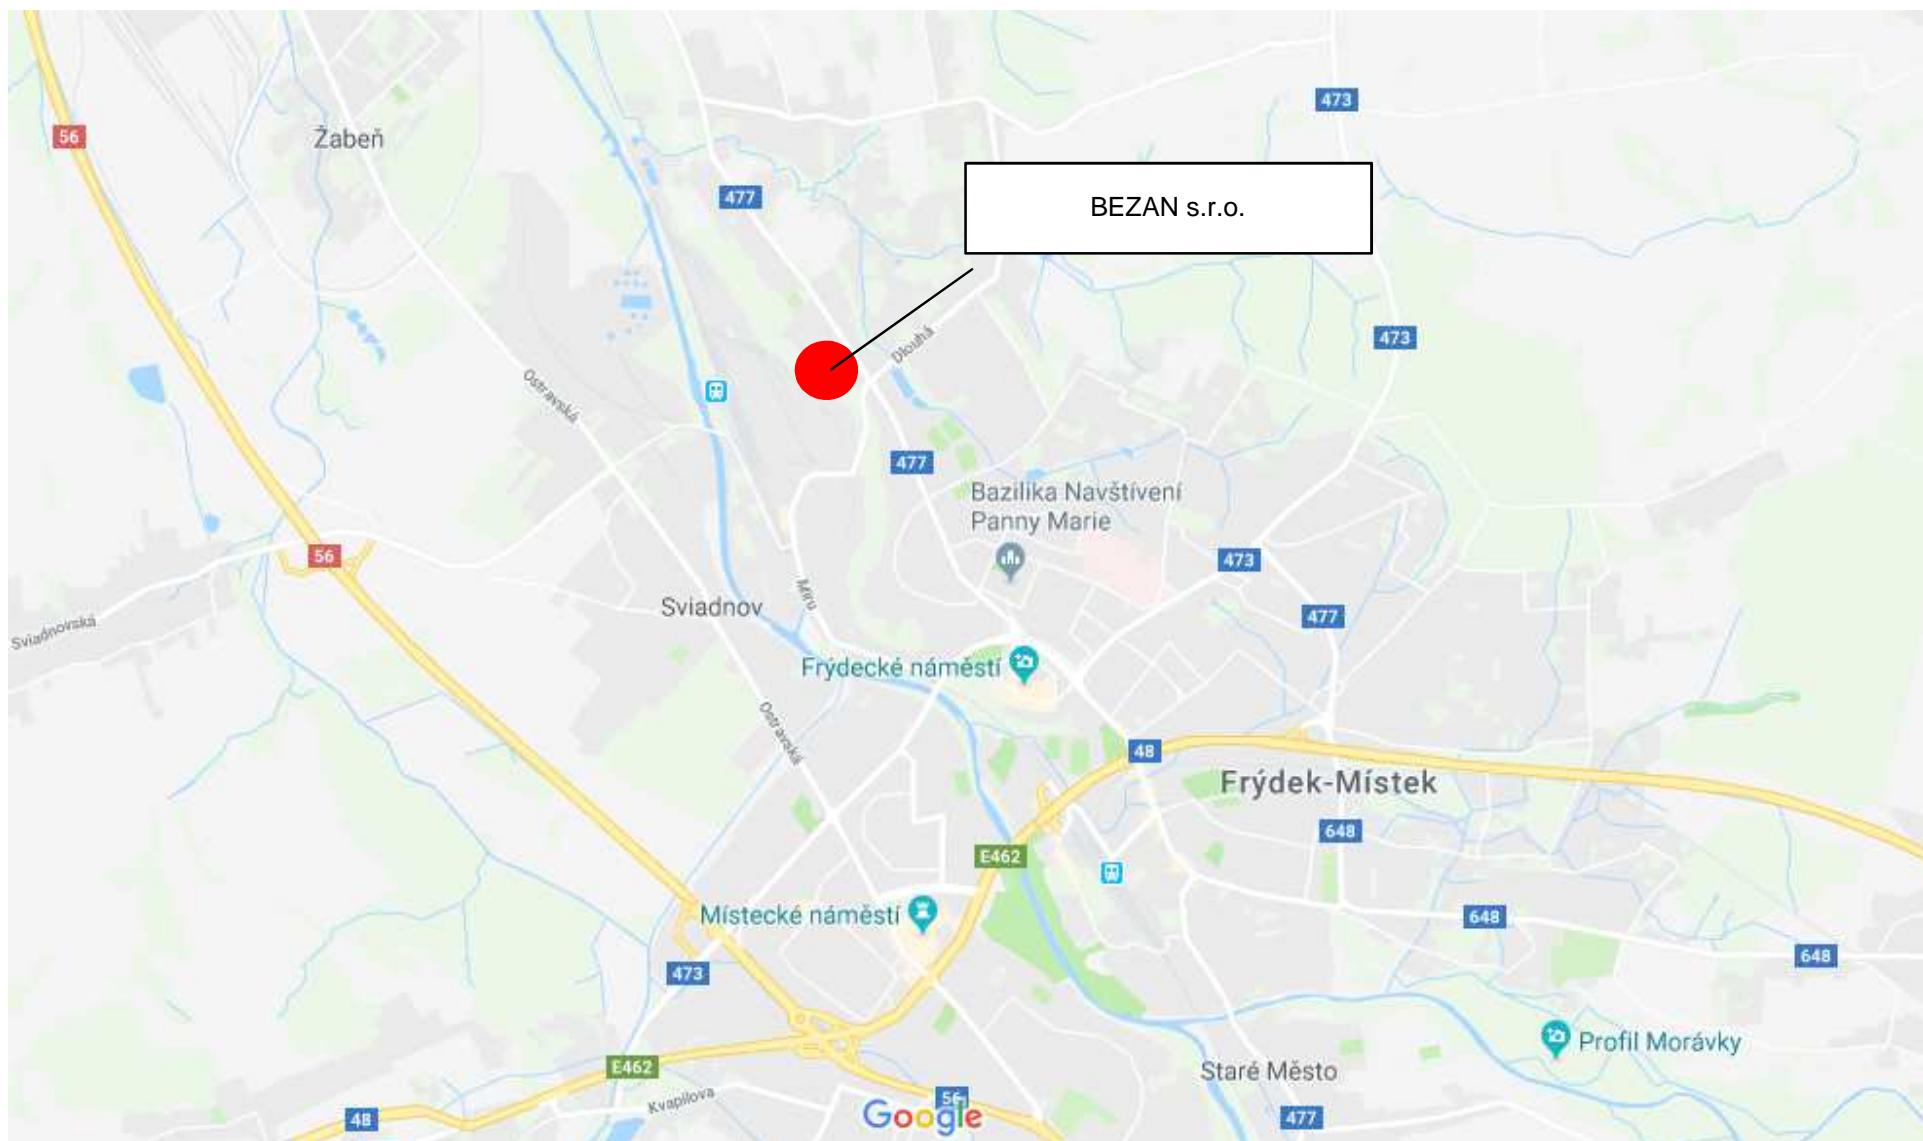 473
56
Žabeň
477
BEZAN s.r.o.
473
Dlouhá
Ostravská
477
Bazilika Navštívení
Panny Marie
56
473
Sviadnov
Míru
477
Sviadnovská
Frýdecké náměstí
Ostravská
48
Frýdek-Místek
648
E462
Místecké náměstí
648
648
473
Profil Morávky
E462
Staré Město
Kvapilova
56
Google
48
477